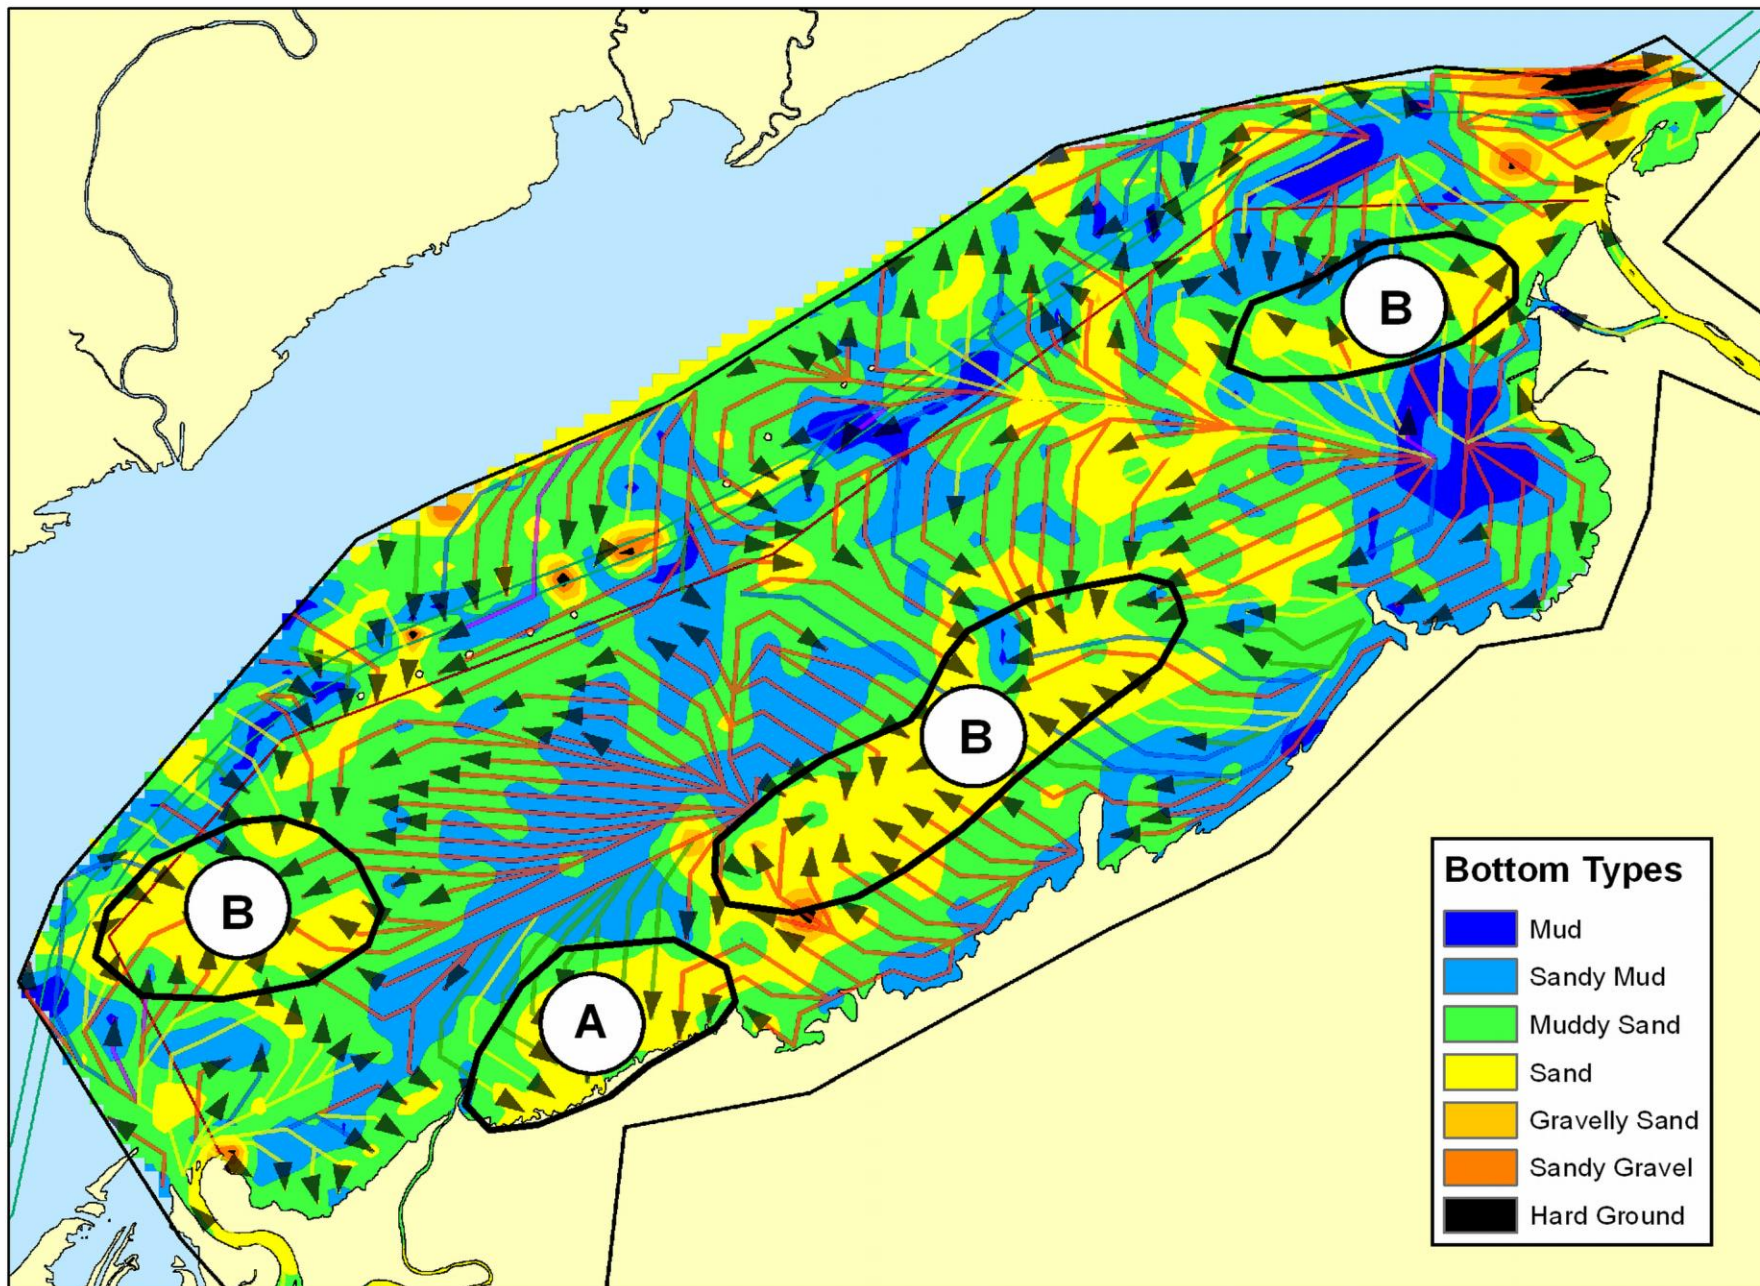 B
B
B
A
Bottom Types
Mud
Sandy Mud
Muddy Sand
Sand
Gravelly Sand
Sandy Gravel
Hard Ground